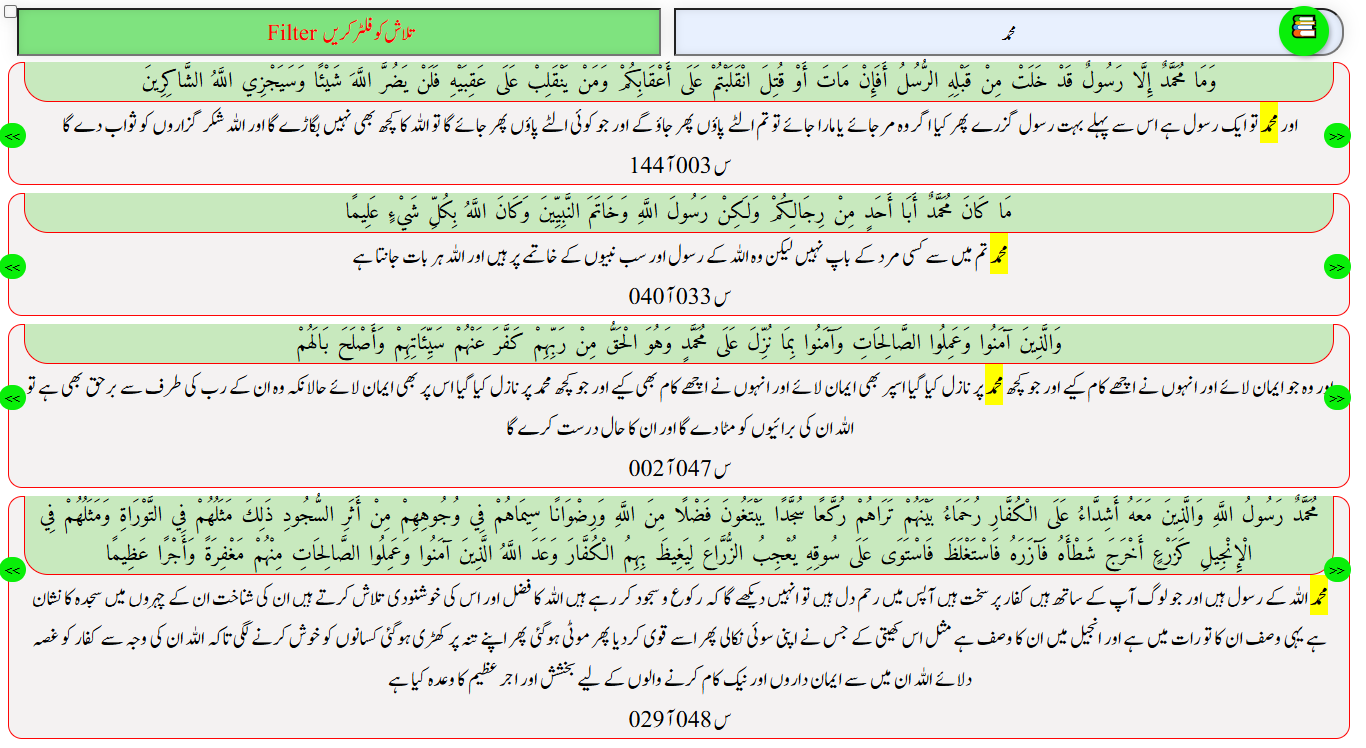 محمد
تلاش کو فلٹر کریں Filter
وَمَا مُحَمَّدٌ إِلَّا رَسُولٌ قَدْ خَلَتْ مِنْ قَبْلِهِ الرُّسُلُ أَفَإِنْ مَاتَ أَوْ قُتِلَ انْقَلَبْتُمْ عَلَى أَعْقَابِكُمْ وَمَنْ يَنْقَلِبْ عَلَى عَقِبَيْهِ فَلَنْ يَضُرَّ اللَّهَ شَيْئًا وَسَيَجْزِي اللَّهُ الشَّاكِرِينَ
اور محمد تو ایک رسول ہے اس سے پہلے بہت رسول گزرے پھر کیا اگر وہ مر جائے یا مارا جائے تو تم الٹے پاؤں پھر جاؤ گے اور جو کوئی الٹے پاؤں پھر جائے گا تو اللہ کا کچھ بھی نہیں بگاڑے گا اور اللہ شکر گزاروں کو ثواب دے گا
>> <<
س003آ144
مَا كَانَ مُحَمَّدٌ أَبَا أَحَدٍ مِنْ رِجَالِكُمْ وَلَكِنْ رَسُولَ اللَّهِ وَخَاتَمَ النَّبِيِّينَ وَكَانَ اللَّهُ بِكُلِّ شَيْءٍ عَلِيمًا
محمد تم میں سے کسی مرد کے باپ نہیں لیکن وہ اللہ کے رسول اور سب نبیوں کے خاتمے پر ہیں اور اللہ ہر بات جانتا ہے
>> <<
س033آ040
وَالَّذِينَ آمَنُوا وَعَمِلُوا الصَّالِحَاتِ وَآمَنُوا بِمَا نُزِّلَ عَلَى مُحَمَّدٍ وَهُوَ الْحَقُّ مِنْ رَبِّهِمْ كَفَّرَ عَنْهُمْ سَيِّئَاتِهِمْ وَأَصْلَحَ بَالَهُمْ
اور وہ جو ایمان لائے اور انہوں نے اچھے کام کیے اور جو کچھ محمد پر نازل کیا گیا اسپر بھی ایمان لائے اور انہوں نے اچھے کام بھی کیے اور جو کچھ محمد پر نازل کیا گیا اس پر بھی ایمان لائے حالانکہ وہ ان کے رب کی طرف سے برحق بھی ہے تو
>> <<
اللہ ان کی برائیوں کو مٹا دے گا اور ان کا حال درست کرے گا
س047آ002
مُحَمَّدٌ رَسُولُ اللَّهِ وَالَّذِينَ مَعَهُ أَشِدَّاءُ عَلَى الْكُفَّارِ رُحَمَاءُ بَيْنَهُمْ تَرَاهُمْ رُكَّعًا سُجَّدًا يَبْتَغُونَ فَضْلًا مِنَ اللَّهِ وَرِضْوَانًا سِيمَاهُمْ فِي وُجُوهِهِمْ مِنْ أَثَرِ السُّجُودِ ذَلِكَ مَثَلُهُمْ فِي التَّوْرَاةِ وَمَثَلُهُمْ فِي
الْإِنْجِيلِ كَزَرْعٍ أَخْرَجَ شَطْأَهُ فَآزَرَهُ فَاسْتَغْلَظَ فَاسْتَوَى عَلَى سُوقِهِ يُعْجِبُ الزُّرَّاعَ لِيَغِيظَ بِهِمُ الْكُفَّارَ وَعَدَ اللَّهُ الَّذِينَ آمَنُوا وَعَمِلُوا الصَّالِحَاتِ مِنْهُمْ مَغْفِرَةً وَأَجْرًا عَظِيمًا
>> <<
محمد اللہ کے رسول ہیں اور جو لوگ آپ کے ساتھ ہیں کفار پر سخت ہیں آپس میں رحم دل ہیں تو انہیں دیکھے گا کہ رکوع و سجود کر رہے ہیں اللہ کا فضل اور اس کی خوشنودی تلاش کرتے ہیں ان کی شناخت ان کے چہروں میں سجدہ کا نشان
ہے یہی وصف ان کا تو رات میں ہے اور انجیل میں ان کا وصف ہے مثل اس کھیتی کے جس نے اپنی سوئی نکالی پھر اسے قوی کردیا پھر موٹی ہوگئی پھر اپنے تنہ پر کھڑی ہوگئی کسانوں کو خوش کرنے لگی تاکہ اللہ ان کی وجہ سے کفار کو غصہ
دلائے اللہ ان میں سے ایمان داروں اور نیک کام کرنے والوں کے لیے بخشش اور اجر عظیم کا وعدہ کیا ہے
س048آ029